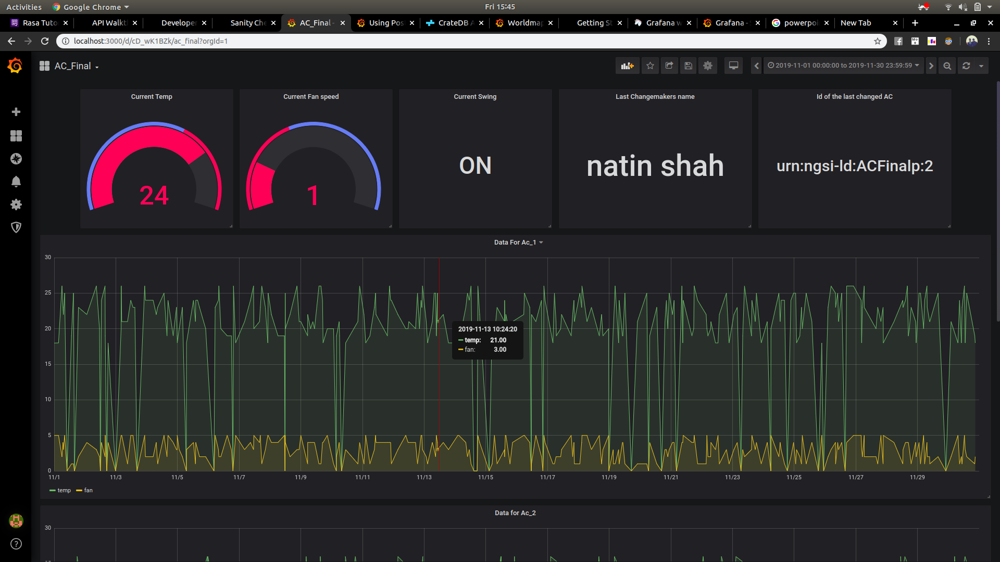 Activities Google Chrome Fri 15:45
Rasa Tuto API Walkt Developer Sanity Che AC_Final - Using Pos CrateDB A Worldmap Getting St Grafana w Grafana - powerpoi New Tab
localhost:3000/d/cD_wK1BZk/ac_final?orgId=1
AC_Final 2019-11-01 00:00:00 to 2019-11-30 23:59:59
Current Temp Current Fan speed Current Swing Last Changemakers name Id of the last changed AC
24 1 ON natin shah urn:ngsi-ld:ACFinalp:2
Data For Ac_1
30
25
20
15
10
5
0
11/1 11/3 11/5 11/7 11/9 11/11 11/13 11/15 11/17 11/19 11/21 11/23 11/25 11/27 11/29
2019-11-13 10:24:20
temp: 21.00
fan: 3.00
temp fan
Data for Ac_2
30